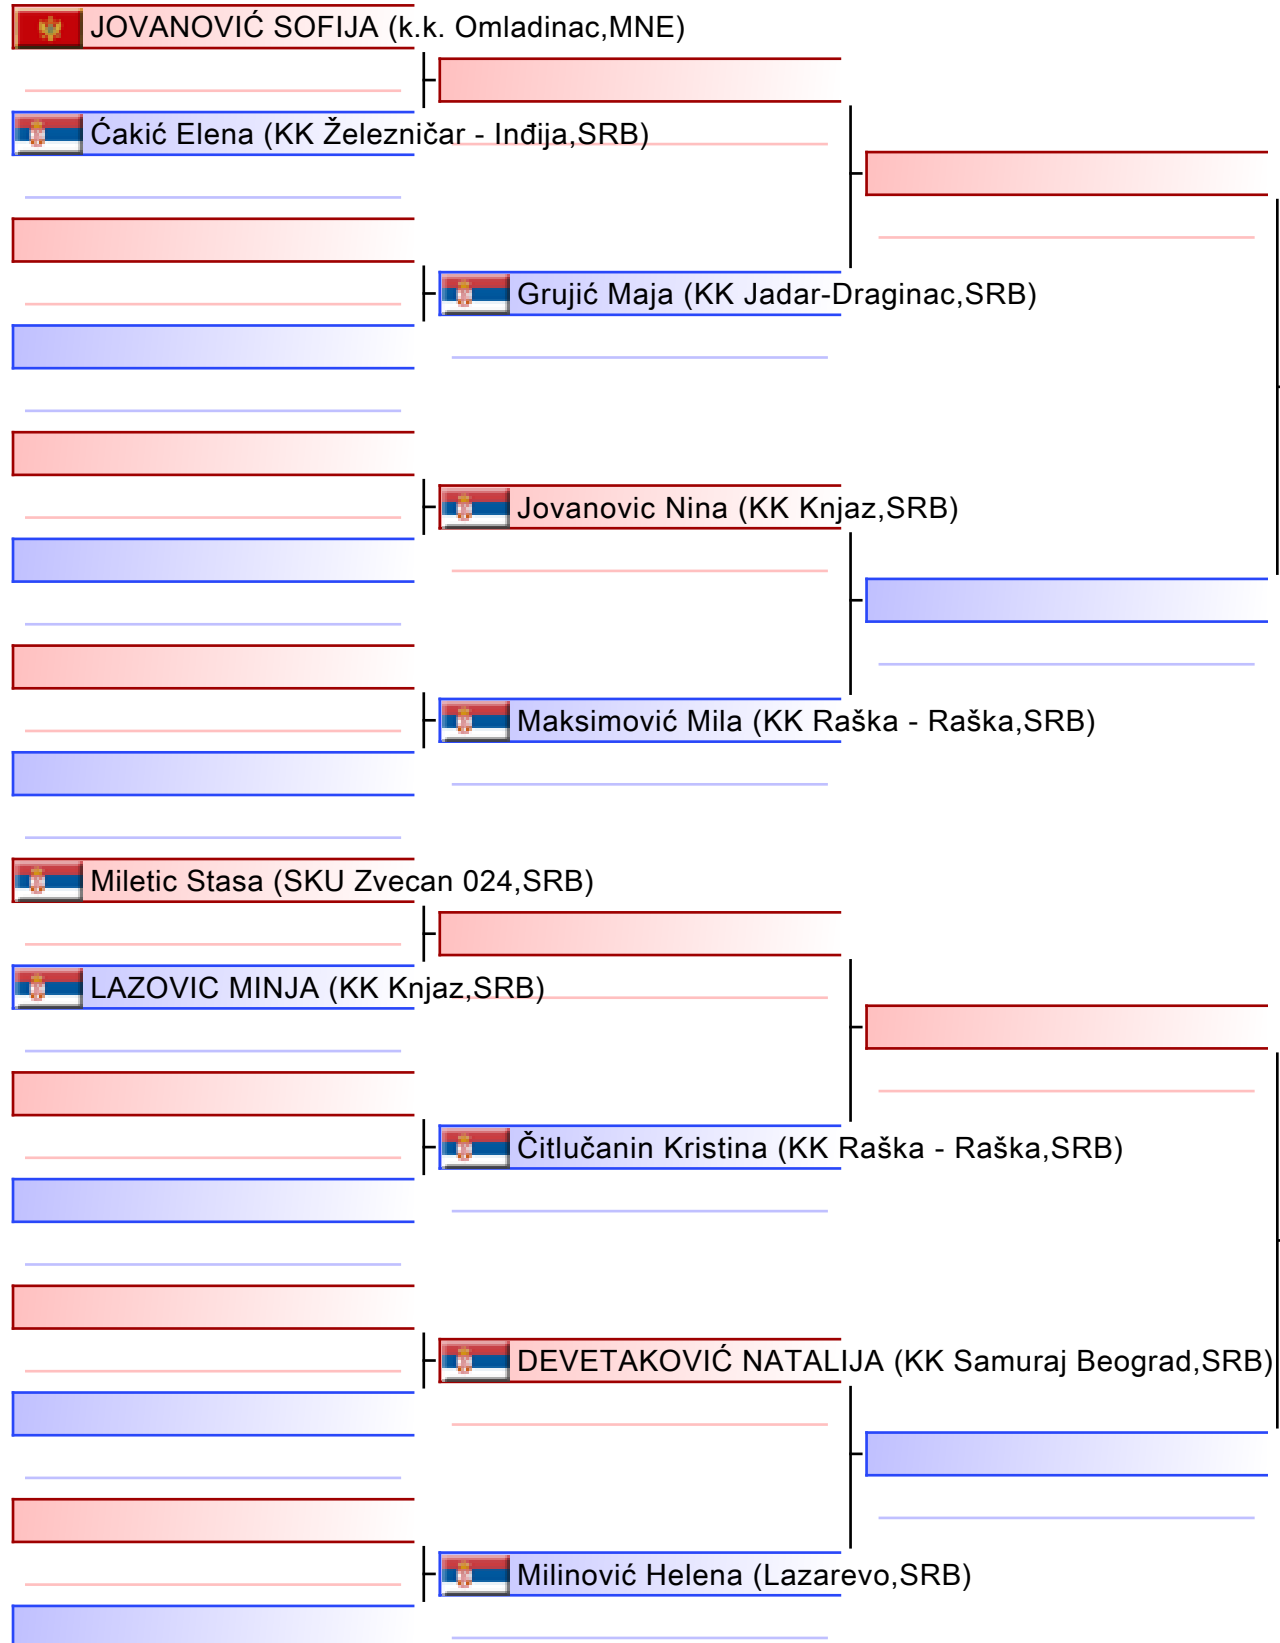 JOVANOVIĆ SOFIJA (k.k. Omladinac,MNE)
Ćakić Elena (KK Železničar - Inđija,SRB)
Grujić Maja (KK Jadar-Draginac,SRB)
Jovanovic Nina (KK Knjaz,SRB)
Maksimović Mila (KK Raška - Raška,SRB)
Miletic Stasa (SKU Zvecan 024,SRB)
LAZOVIC MINJA (KK Knjaz,SRB)
Čitlučanin Kristina (KK Raška - Raška,SRB)
DEVETAKOVIĆ NATALIJA (KK Samuraj Beograd,SRB)
Milinović Helena (Lazarevo,SRB)